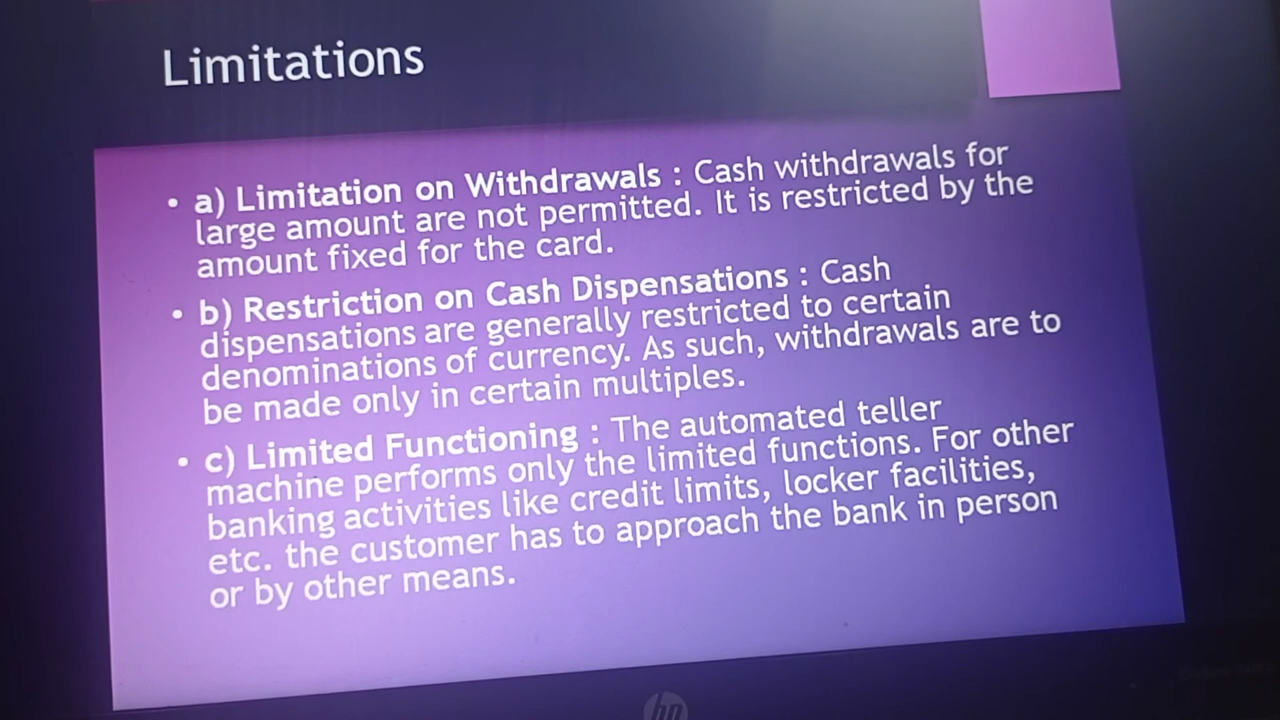 Limitations
• a) Limitation on Withdrawals : Cash withdrawals for
large amount are not permitted. It is restricted by the
amount fixed for the card.
• b) Restriction on Cash Dispensations : Cash
dispensations are generally restricted to certain
denominations of currency. As such, withdrawals are to
be made only in certain multiples.
• c) Limited Functioning : The automated teller
machine performs only the limited functions. For other
banking activities like credit limits, locker facilities,
etc. the customer has to approach the bank in person
or by other means.
hp